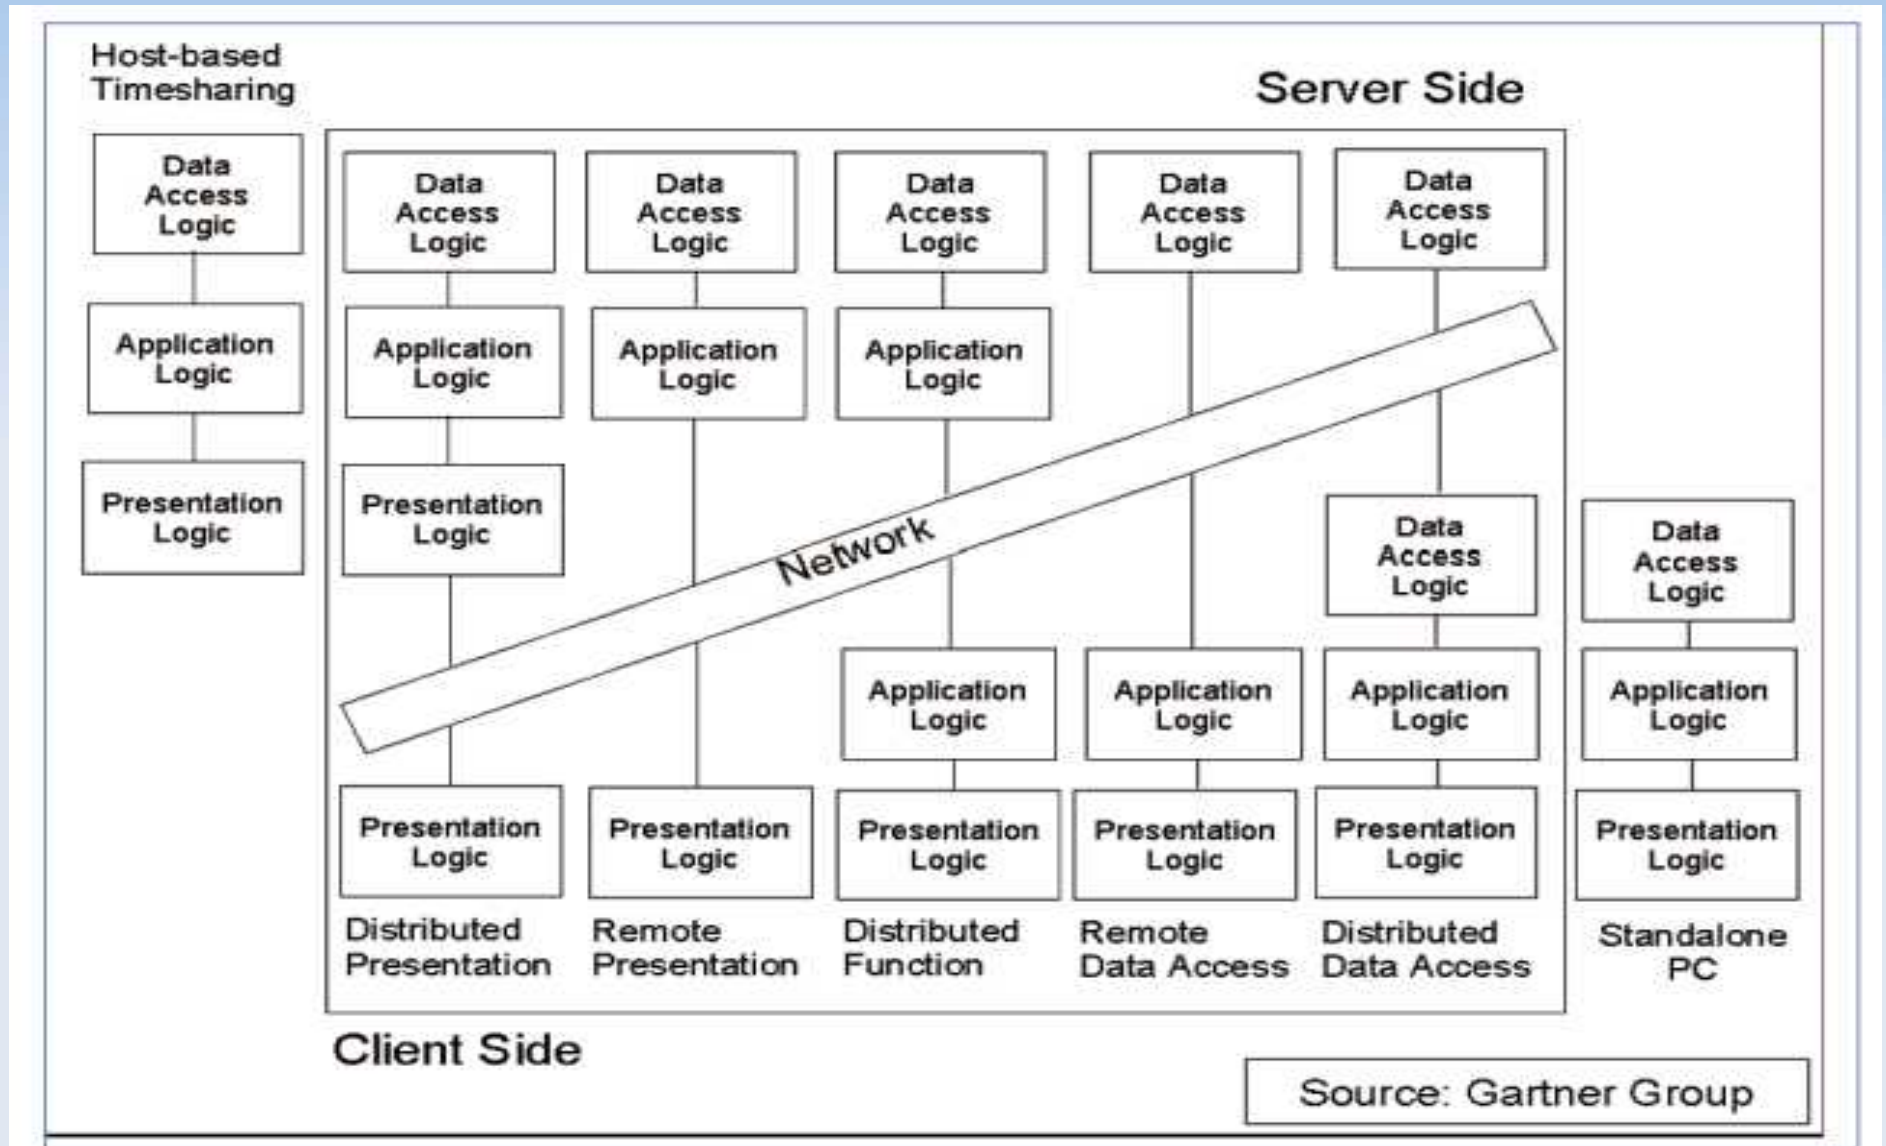 Host-based
Timesharing
Server Side
Data
Access
Logic
Application
Logic
Presentation
Logic
Data
Access
Logic
Application
Logic
Presentation
Logic
Presentation
Logic
Distributed
Presentation
Data
Access
Logic
Application
Logic
Presentation
Logic
Remote
Presentation
Data
Access
Logic
Application
Logic
Network
Application
Logic
Presentation
Logic
Distributed
Function
Data
Access
Logic
Application
Logic
Presentation
Logic
Remote
Data Access
Data
Access
Logic
Data
Access
Logic
Application
Logic
Presentation
Logic
Distributed
Data Access
Data
Access
Logic
Application
Logic
Presentation
Logic
Standalone
PC
Client Side
Source: Gartner Group